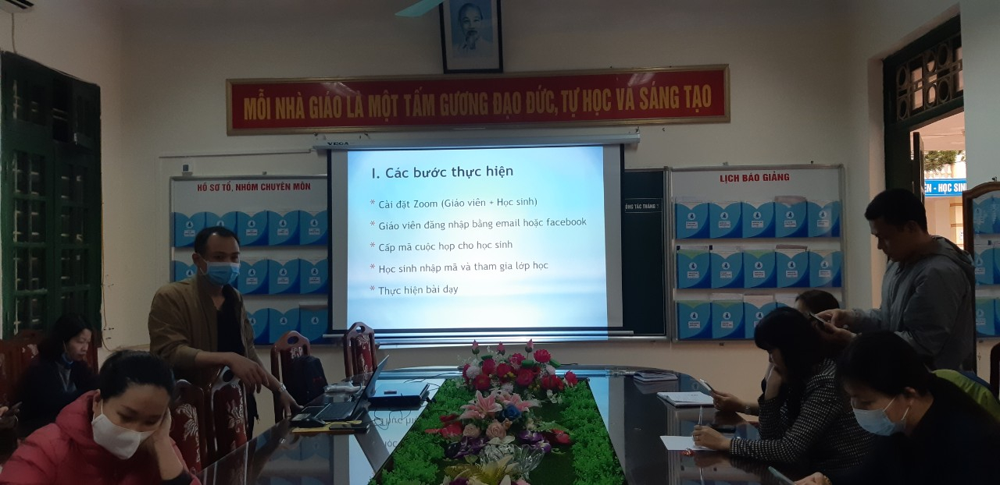 MỖI NHÀ GIÁO LÀ MỘT TẤM GƯƠNG ĐẠO ĐỨC, TỰ HỌC VÀ SÁNG TẠO
VEGA
I. Các bước thực hiện
* Cài đặt Zoom (Giáo viên + Học sinh)
* Giáo viên đăng nhập bằng email hoặc facebook
* Cấp mã cuộc họp cho học sinh
* Học sinh nhập mã và tham gia lớp học
* Thực hiện bài dạy
HỒ SƠ TỔ, NHÓM CHUYÊN MÔN
TÁC THÁNG
LỊCH BÁO GIẢNG
- HỌC SINH